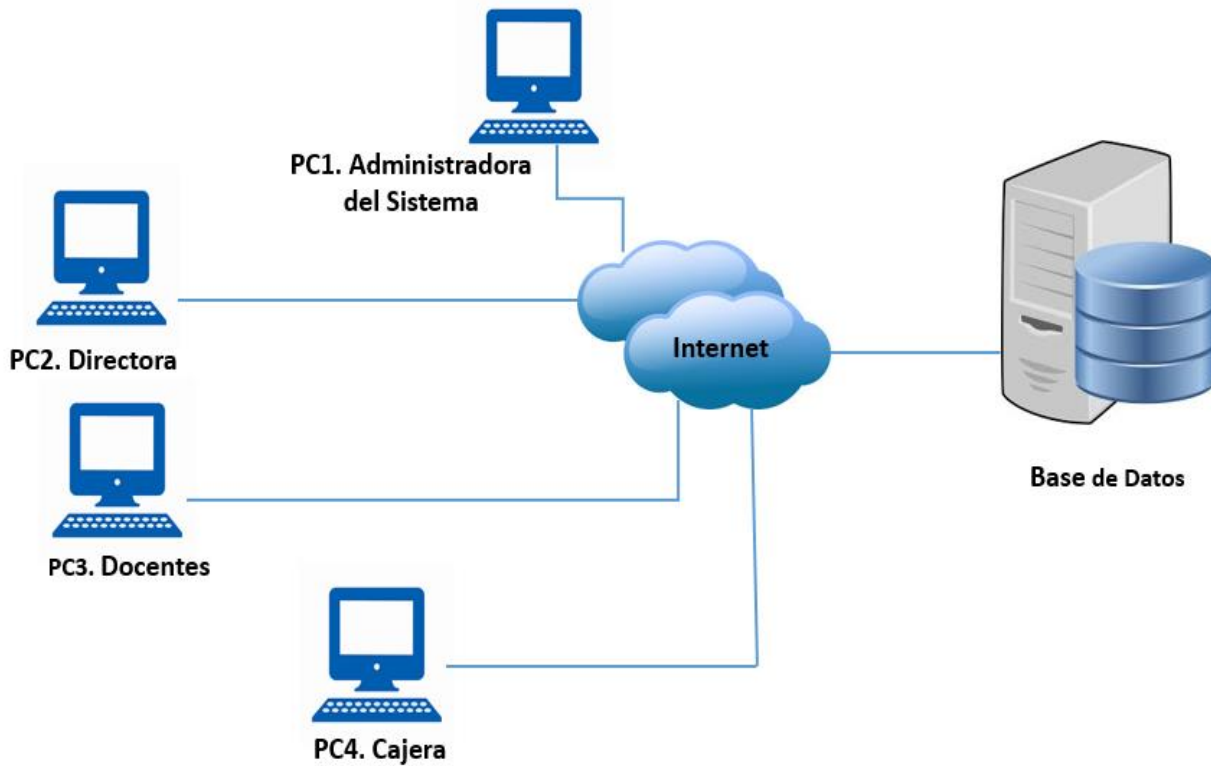 PC1. Administradora
del Sistema
PC2. Directora
Internet
Base de Datos
PC3. Docentes
PC4. Cajera